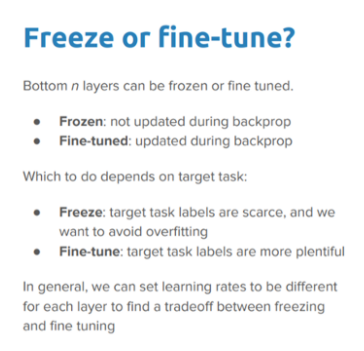 Freeze or fine-tune?
Bottom n layers can be frozen or fine tuned.
● Frozen: not updated during backprop
● Fine-tuned: updated during backprop
Which to do depends on target task:
● Freeze: target task labels are scarce, and we
want to avoid overfitting
● Fine-tune: target task labels are more plentiful
In general, we can set learning rates to be different
for each layer to find a tradeoff between freezing
and fine tuning